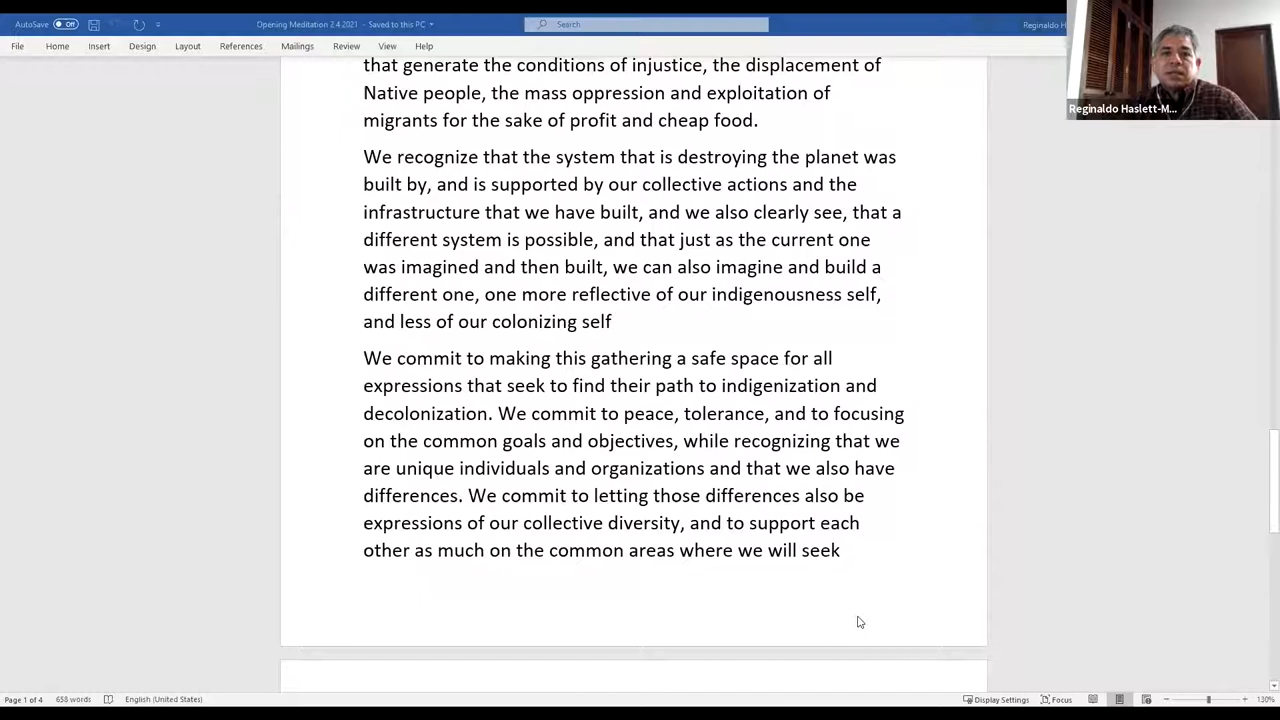 AutoSave Off
Opening Meditation 2 4 2021 - Saved to this PC
Search
Reginaldo H
File Home Insert Design Layout References Mailings Review View Help
Reginaldo Haslett-M...
that generate the conditions of injustice, the displacement of
Native people, the mass oppression and exploitation of
migrants for the sake of profit and cheap food.
We recognize that the system that is destroying the planet was
built by, and is supported by our collective actions and the
infrastructure that we have built, and we also clearly see, that a
different system is possible, and that just as the current one
was imagined and then built, we can also imagine and build a
different one, one more reflective of our indigenousness self,
and less of our colonizing self
We commit to making this gathering a safe space for all
expressions that seek to find their path to indigenization and
decolonization. We commit to peace, tolerance, and to focusing
on the common goals and objectives, while recognizing that we
are unique individuals and organizations and that we also have
differences. We commit to letting those differences also be
expressions of our collective diversity, and to support each
other as much on the common areas where we will seek
Page 1 of 4 658 words English (United States) Display Settings Focus 130%